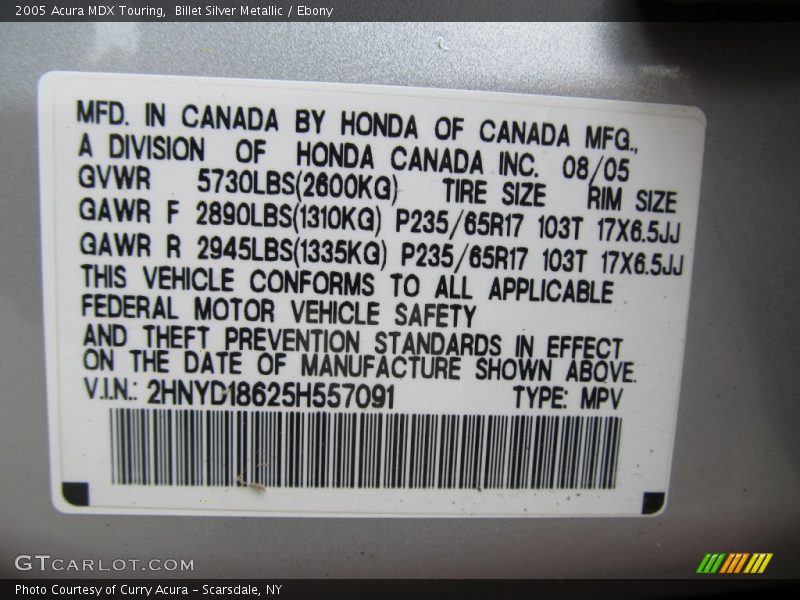 2005 Acura MDX Touring,  Billet Silver Metallic / Ebony
MFD. IN CANADA BY HONDA OF CANADA MFG.,
A DIVISION OF HONDA CANADA INC. 08/05
GVWR 5730LBS(2600KG) TIRE SIZE RIM SIZE
GAWR F 2890LBS(1310KG) P235/65R17 103T 17X6.5JJ
GAWR R 2945LBS(1335KG) P235/65R17 103T 17X6.5JJ
THIS VEHICLE CONFORMS TO ALL APPLICABLE
FEDERAL MOTOR VEHICLE SAFETY
AND THEFT PREVENTION STANDARDS IN EFFECT
ON THE DATE OF MANUFACTURE SHOWN ABOVE.
V.I.N.: 2HNYD18625H557091 TYPE: MPV
GTCARLOT.COM
Photo Courtesy of Curry Acura - Scarsdale, NY